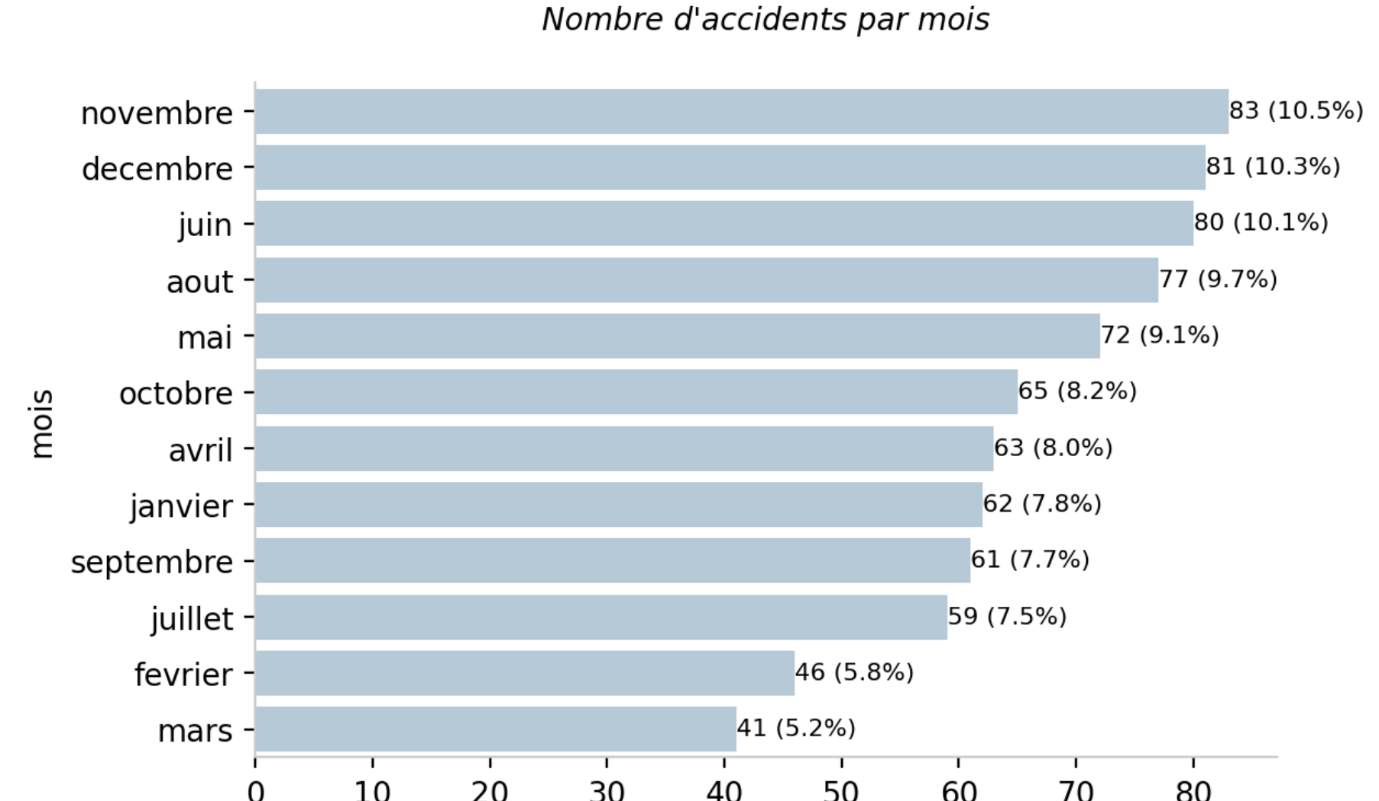 Nombre d'accidents par mois
novembre 83 (10.5%)
decembre 81 (10.3%)
juin 80 (10.1%)
aout 77 (9.7%)
mai 72 (9.1%)
mois
octobre 65 (8.2%)
avril 63 (8.0%)
janvier 62 (7.8%)
septembre 61 (7.7%)
juillet 59 (7.5%)
fevrier 46 (5.8%)
mars 41 (5.2%)
0 10 20 30 40 50 60 70 80